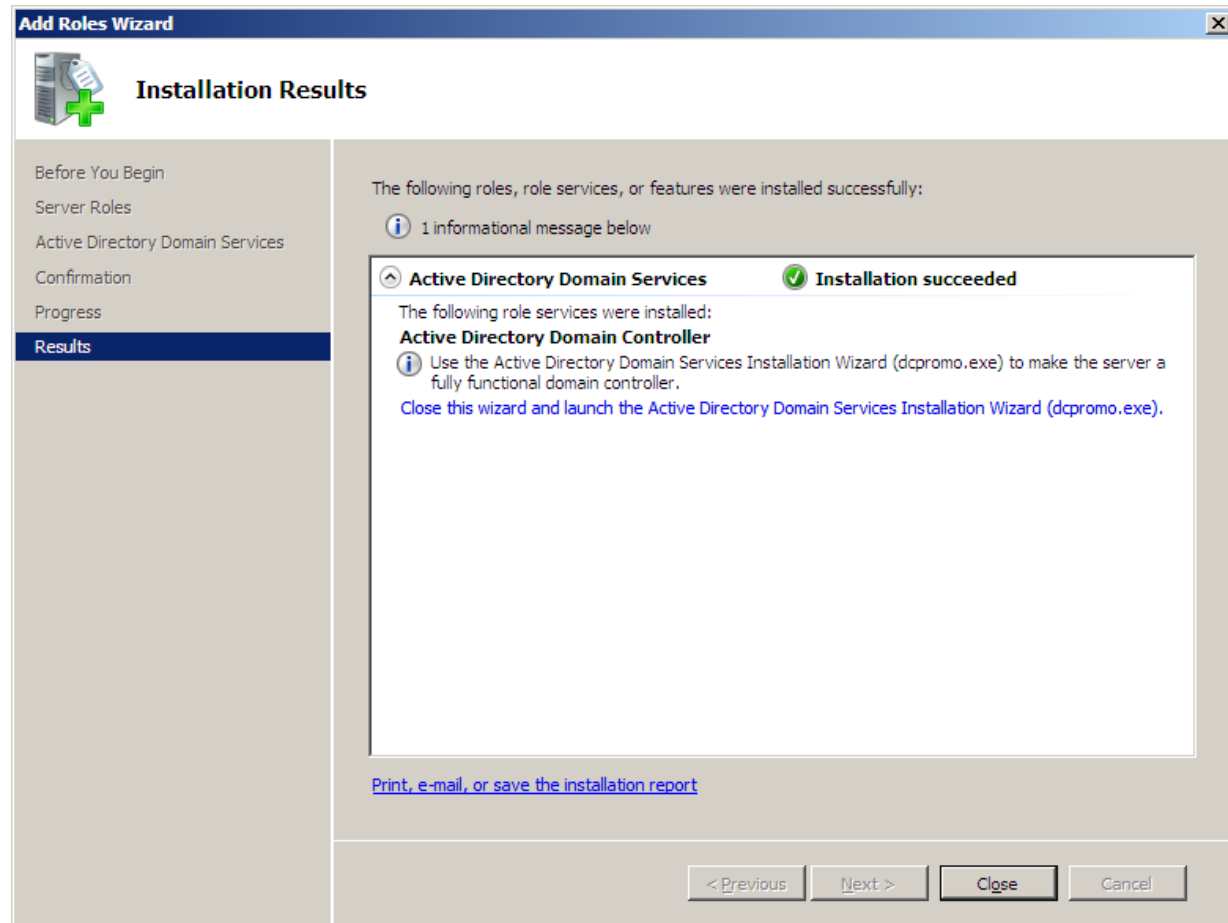 Add Roles Wizard
Installation Results
Before You Begin
Server Roles
Active Directory Domain Services
Confirmation
Progress
Results
The following roles, role services, or features were installed successfully:
1 informational message below
Active Directory Domain Services Installation succeeded
The following role services were installed:
Active Directory Domain Controller
Use the Active Directory Domain Services Installation Wizard (dcpromo.exe) to make the server a
fully functional domain controller.
Close this wizard and launch the Active Directory Domain Services Installation Wizard (dcpromo.exe).
Print, e-mail, or save the installation report
< Previous Next > Close Cancel